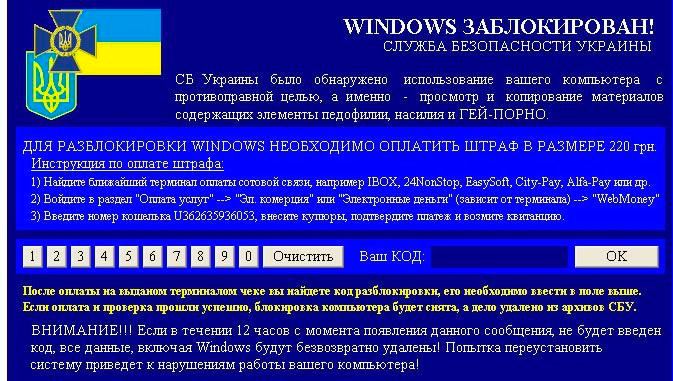 WINDOWS ЗАБЛОКИРОВАН!
СЛУЖБА БЕЗОПАСНОСТИ УКРАИНЫ
СБ Украины было обнаружено использование вашего компьютера с
противоправной целью, а именно - просмотр и копирование материалов
содержащих элементы педофилии, насилия и ГЕЙ-ПОРНО.
ДЛЯ РАЗБЛОКИРОВКИ WINDOWS НЕОБХОДИМО ОПЛАТИТЬ ШТРАФ В РАЗМЕРЕ 220 грн.
Инструкция по оплате штрафа:
1) Найдите ближайший терминал оплаты сотовой связи, например IBOX, 24NonStop, EasySoft, City-Pay, Alfa-Pay или др.
2) Войдите в раздел "Оплата услуг" --> "Эл. комерция" или "Электронные деньги" (зависит от терминала) --> "WebMoney"
3) Введите номер кошелька U362635936053, внесите купюры, подтвердите платеж и возмите квитанцию.
1 2 3 4 5 6 7 8 9 0 Очистить Ваш КОД: OK
После оплаты на выданом терминалом чеке вы найдете код разблокировки, его необходимо ввести в поле выше.
Если оплата и проверка прошли успешно, блокировка компьютера будет снята, а дело удалено из архивов СБУ.
ВНИМАНИЕ!!! Если в течении 12 часов с момента появления данного сообщения, не будет введен
код, все данные, включая Windows будут безвозвратно удалены! Попытка переустановить
систему приведет к нарушениям работы вашего компьютера!